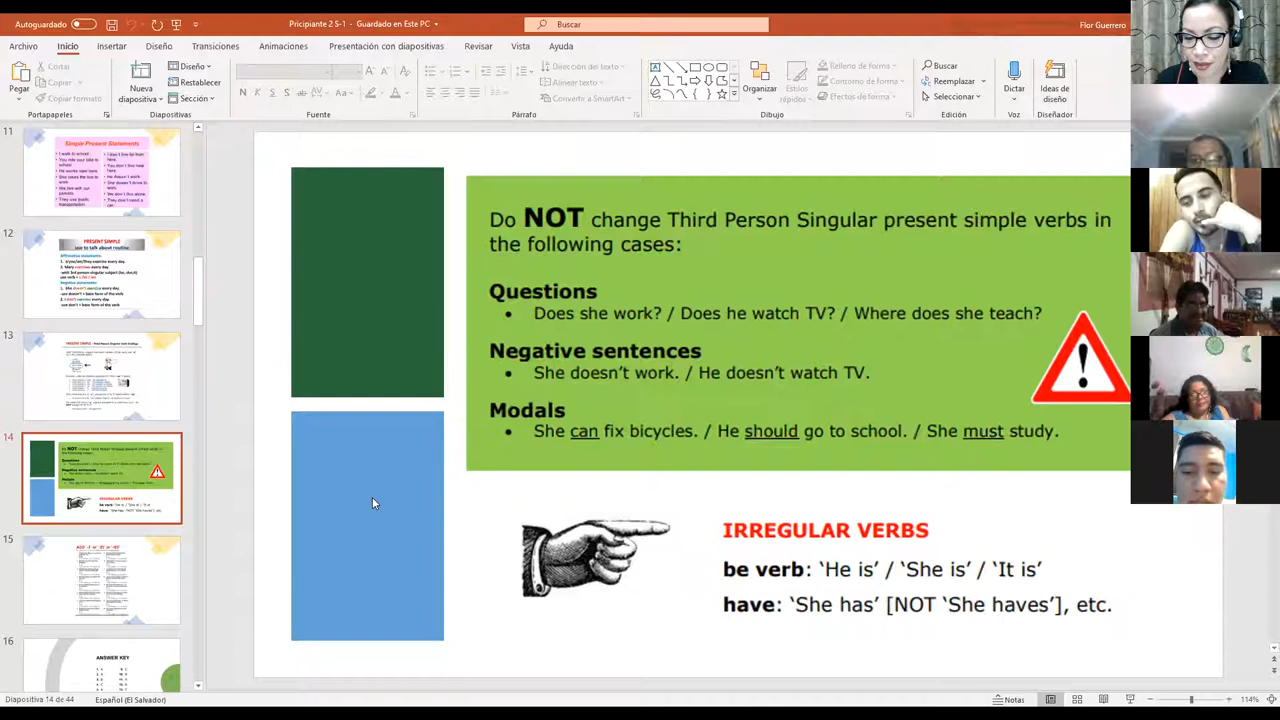 Autoguardado
Pricipiante 2 S-1 - Guardado en Este PC
Buscar
Flor Guerrero
Archivo Inicio Insertar Diseño Transiciones Animaciones Presentación con diapositivas Revisar Vista Ayuda
Pegar
Cortar
Copiar
Copiar formato
Portapapeles
Nueva diapositiva
Diseño
Restablecer
Sección
Diapositivas
Fuente
Dirección del texto
Alinear texto
Convertir a SmartArt
Párrafo
Organizar
Estilos rápidos
Relleno de forma
Contorno de forma
Efectos de forma
Dibujo
Buscar
Reemplazar
Seleccionar
Edición
Dictar
Voz
Ideas de diseño
Diseñador
11
Simple Present Statements
12
PRESENT SIMPLE
use to talk about routine.
13
14
15
16
ANSWER KEY
Do NOT change Third Person Singular present simple verbs in
the following cases:
Questions
• Does she work? / Does he watch TV? / Where does she teach?
Negative sentences
• She doesn't work. / He doesn't watch TV.
Modals
• She can fix bicycles. / He should go to school. / She must study.
IRREGULAR VERBS
be verb: 'He is' / 'She is' / 'It is'
have: 'She has' [NOT 'She haves'], etc.
Diapositiva 14 de 44
Español (El Salvador)
Notas
114%